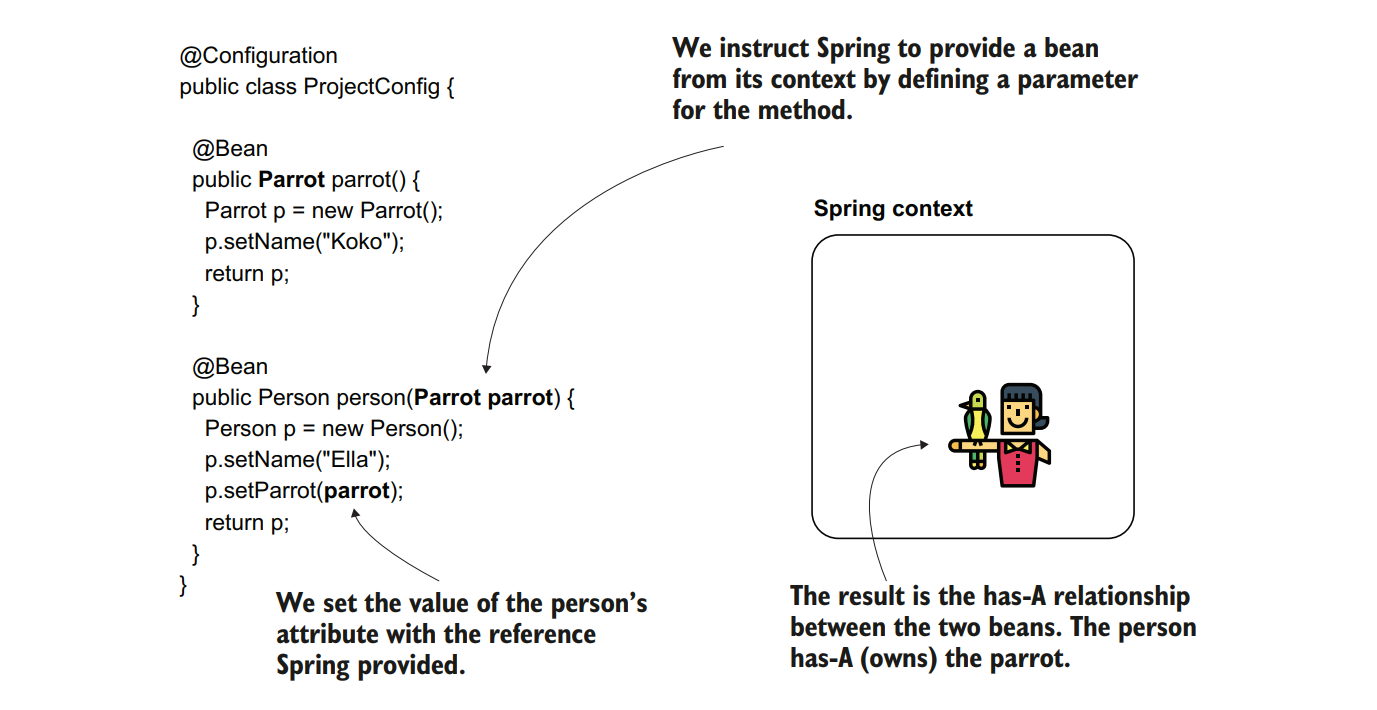 @Configuration
public class ProjectConfig {
@Bean
public Parrot parrot() {
Parrot p = new Parrot();
p.setName("Koko");
return p;
}
@Bean
public Person person(Parrot parrot) {
Person p = new Person();
p.setName("Ella");
p.setParrot(parrot);
return p;
}
}
We instruct Spring to provide a bean
from its context by defining a parameter
for the method.
Spring context
We set the value of the person’s
attribute with the reference
Spring provided.
The result is the has-A relationship
between the two beans. The person
has-A (owns) the parrot.